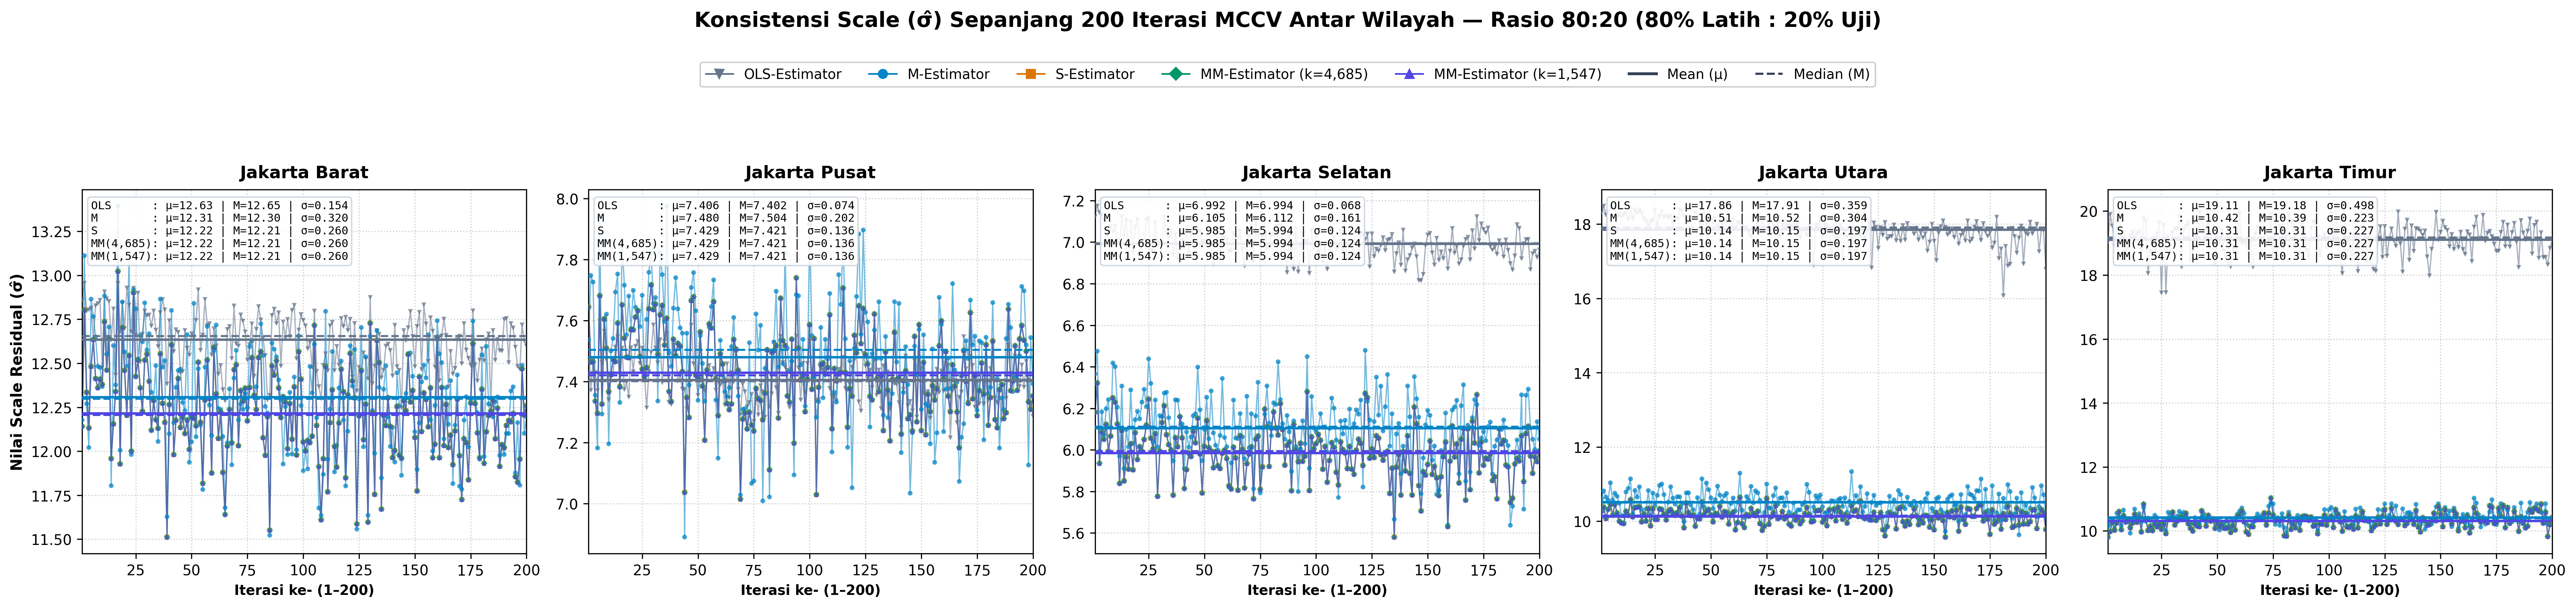 Konsistensi Scale (σ̂) Sepanjang 200 Iterasi MCCV Antar Wilayah — Rasio 80:20 (80% Latih : 20% Uji)
OLS-Estimator M-Estimator S-Estimator MM-Estimator (k=4,685) MM-Estimator (k=1,547) Mean (μ) Median (M)
Jakarta Barat
Nilai Scale Residual (σ̂)
13.25
13.00
12.75
12.50
12.25
12.00
11.75
11.50
OLS : μ=12.63 | M=12.65 | σ=0.154
M : μ=12.31 | M=12.30 | σ=0.320
S : μ=12.22 | M=12.21 | σ=0.260
MM(4,685): μ=12.22 | M=12.21 | σ=0.260
MM(1,547): μ=12.22 | M=12.21 | σ=0.260
25 50 75 100 125 150 175 200
Iterasi ke- (1–200)
Jakarta Pusat
8.0
7.8
7.6
7.4
7.2
7.0
OLS : μ=7.406 | M=7.402 | σ=0.074
M : μ=7.480 | M=7.504 | σ=0.202
S : μ=7.429 | M=7.421 | σ=0.136
MM(4,685): μ=7.429 | M=7.421 | σ=0.136
MM(1,547): μ=7.429 | M=7.421 | σ=0.136
25 50 75 100 125 150 175 200
Iterasi ke- (1–200)
Jakarta Selatan
7.2
7.0
6.8
6.6
6.4
6.2
6.0
5.8
5.6
OLS : μ=6.992 | M=6.994 | σ=0.068
M : μ=6.105 | M=6.112 | σ=0.161
S : μ=5.985 | M=5.994 | σ=0.124
MM(4,685): μ=5.985 | M=5.994 | σ=0.124
MM(1,547): μ=5.985 | M=5.994 | σ=0.124
25 50 75 100 125 150 175 200
Iterasi ke- (1–200)
Jakarta Utara
18
16
14
12
10
OLS : μ=17.86 | M=17.91 | σ=0.359
M : μ=10.51 | M=10.52 | σ=0.304
S : μ=10.14 | M=10.15 | σ=0.197
MM(4,685): μ=10.14 | M=10.15 | σ=0.197
MM(1,547): μ=10.14 | M=10.15 | σ=0.197
25 50 75 100 125 150 175 200
Iterasi ke- (1–200)
Jakarta Timur
20
18
16
14
12
10
OLS : μ=19.11 | M=19.18 | σ=0.498
M : μ=10.42 | M=10.39 | σ=0.223
S : μ=10.31 | M=10.31 | σ=0.227
MM(4,685): μ=10.31 | M=10.31 | σ=0.227
MM(1,547): μ=10.31 | M=10.31 | σ=0.227
25 50 75 100 125 150 175 200
Iterasi ke- (1–200)